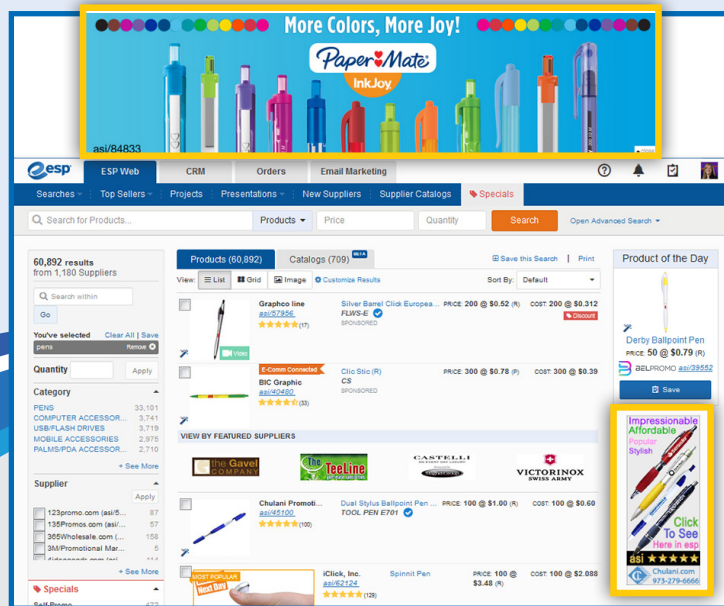 More Colors, More Joy!
Paper Mate
InkJoy
asi/84833
close
esp
ESP Web
CRM
Orders
Email Marketing
Searches
Top Sellers
Projects
Presentations
New Suppliers
Supplier Catalogs
Specials
Search for Products...
Products
Price
Quantity
Search
Open Advanced Search
60,892 results
from 1,180 Suppliers
Search within
Go
You've selected Clear All | Save
pens Remove
Quantity Apply
Category
PENS 33,101
COMPUTER ACCESSOR... 3,741
USB/FLASH DRIVES 3,719
MOBILE ACCESSORIES 2,975
PALMS/PDA ACCESSOR... 2,710
+ See More
Supplier
Apply
123promo.com (asi/5... 87
135Promos.com (asi/... 57
365Wholesale.com (... 158
3M/Promotional Mar... 5
+ See More
Specials
Products (60,892)
Catalogs (709) BETA
Save this Search | Print
View: List Grid Image Customize Results
Sort By: Default
Graphco line
asi/57956
(17)
Video
Silver Barrel Click Europea...
FLWS-E
SPONSORED
PRICE: 200 @ $0.52 (R)
COST: 200 @ $0.312
Discount
E-Comm Connected
BIC Graphic
asi/40480
(33)
Clic Stic (R)
CS
SPONSORED
PRICE: 300 @ $0.78 (P)
COST: 300 @ $0.39
VIEW BY FEATURED SUPPLIERS
the Gavel
COMPANY
The
TeeLine
CASTELLI
VICTORINOX
SWISS ARMY
Chulani Promoti...
asi/45100
(100)
Dual Stylus Ballpoint Pen ...
TOOL PEN E701
PRICE: 100 @ $1.00 (R)
COST: 100 @ $0.60
MOST POPULAR
Next Day
iClick, Inc.
asi/62124
(129)
Spinnit Pen
PRICE: 100 @
$3.48 (R)
COST: 100 @ $2.088
Product of the Day
Derby Ballpoint Pen
PRICE: 50 @ $0.79 (R)
BELPROMO asi/39552
Save
Impressionable
Affordable
Popular
Stylish
Click
To See
Here in esp
asi
Chulani.com
973-279-6666